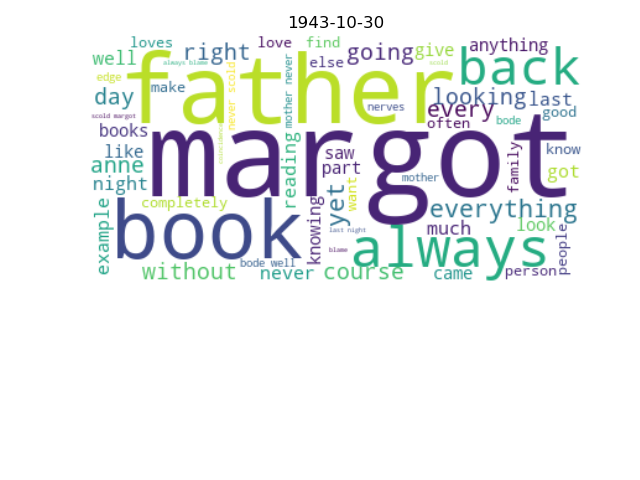 1943-10-30
loves
right
love
find
going
give
anything
well
always blame
else
scold
father
back
edge
make
day
never scold
mother never
nerves
looking
last
every
good
scold margot
often
bode
books
margot
like
saw
know
anne
reading
part
family
got
night
mother
want
completely
book
yet
everything
example
knowing
much
look
last night
always
people
blame
bode well
without
never
course
came
person